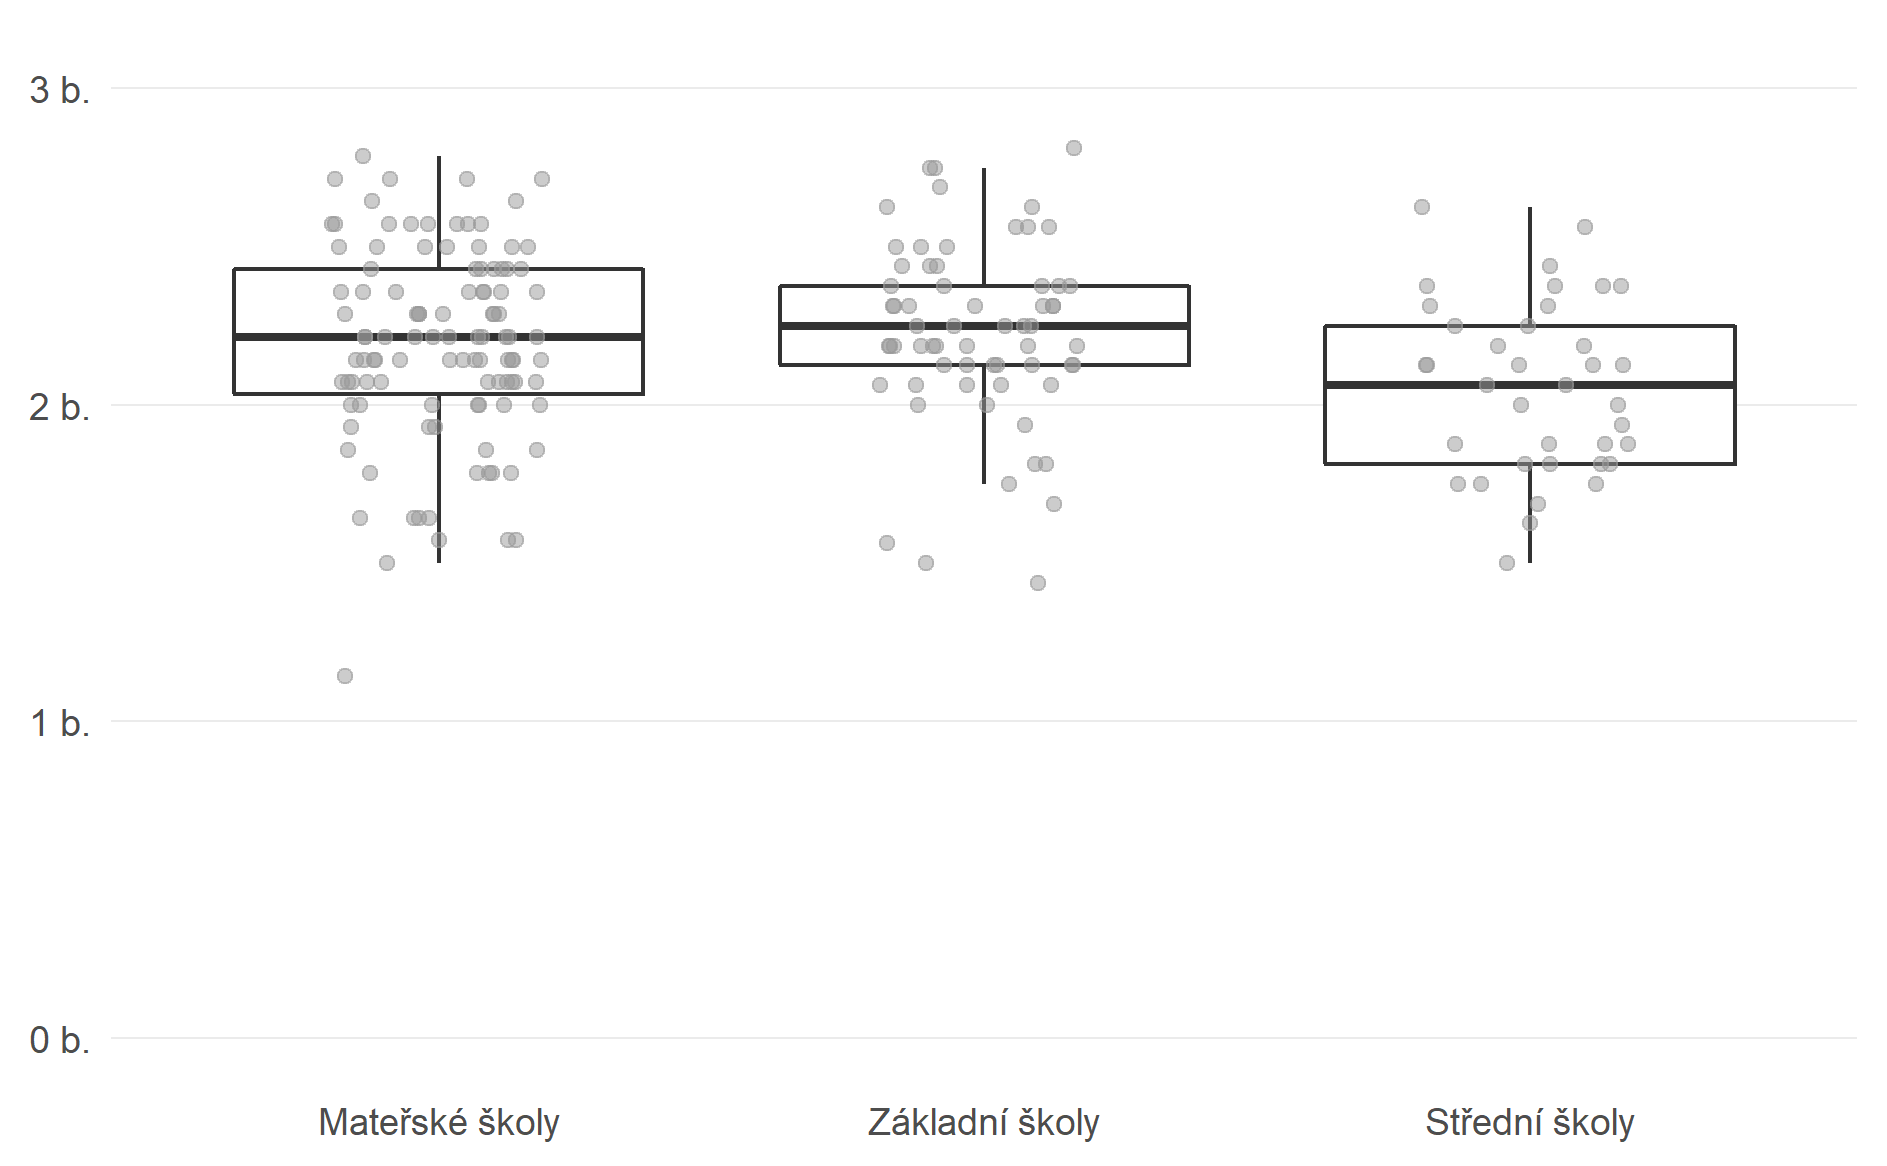 3 b.
2 b.
1 b.
0 b.
Mateřské školy
Základní školy
Střední školy